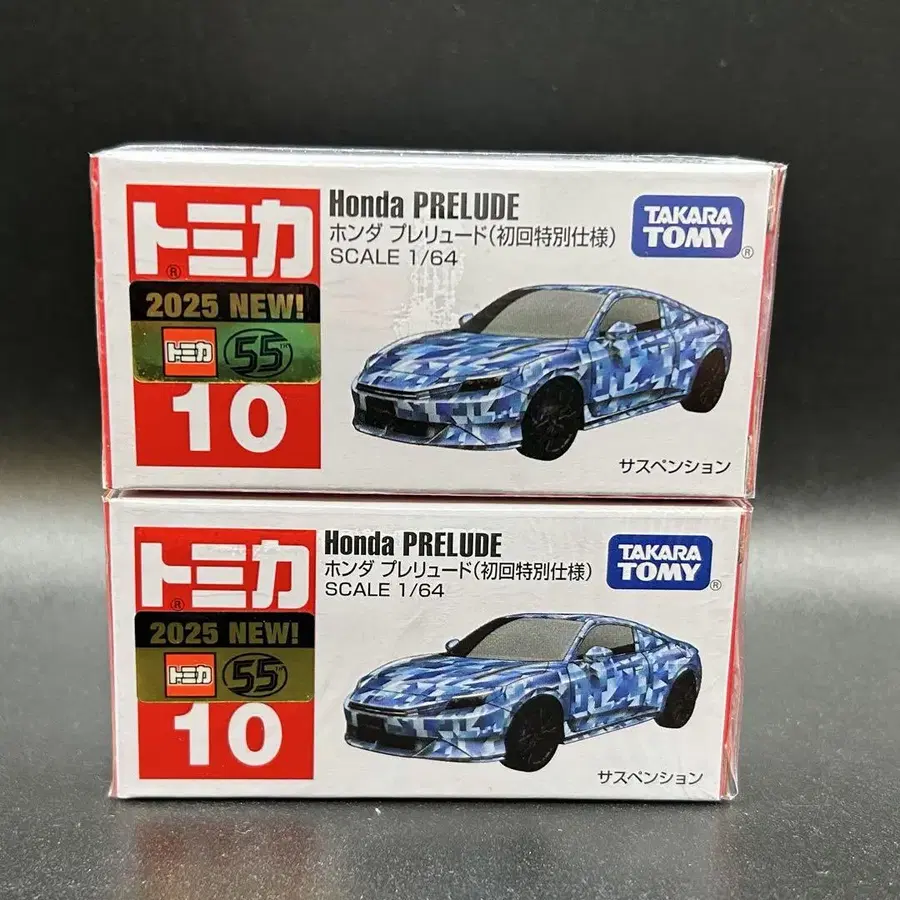 トミカ
®
2025 NEW!
トミカ 55TH
10
Honda PRELUDE
ホンダ プレリュード(初回特別仕様)
SCALE 1/64
TAKARA
TOMY
®
サスペンション
トミカ
®
2025 NEW!
トミカ 55TH
10
Honda PRELUDE
ホンダ プレリュード(初回特別仕様)
SCALE 1/64
TAKARA
TOMY
®
サスペンション